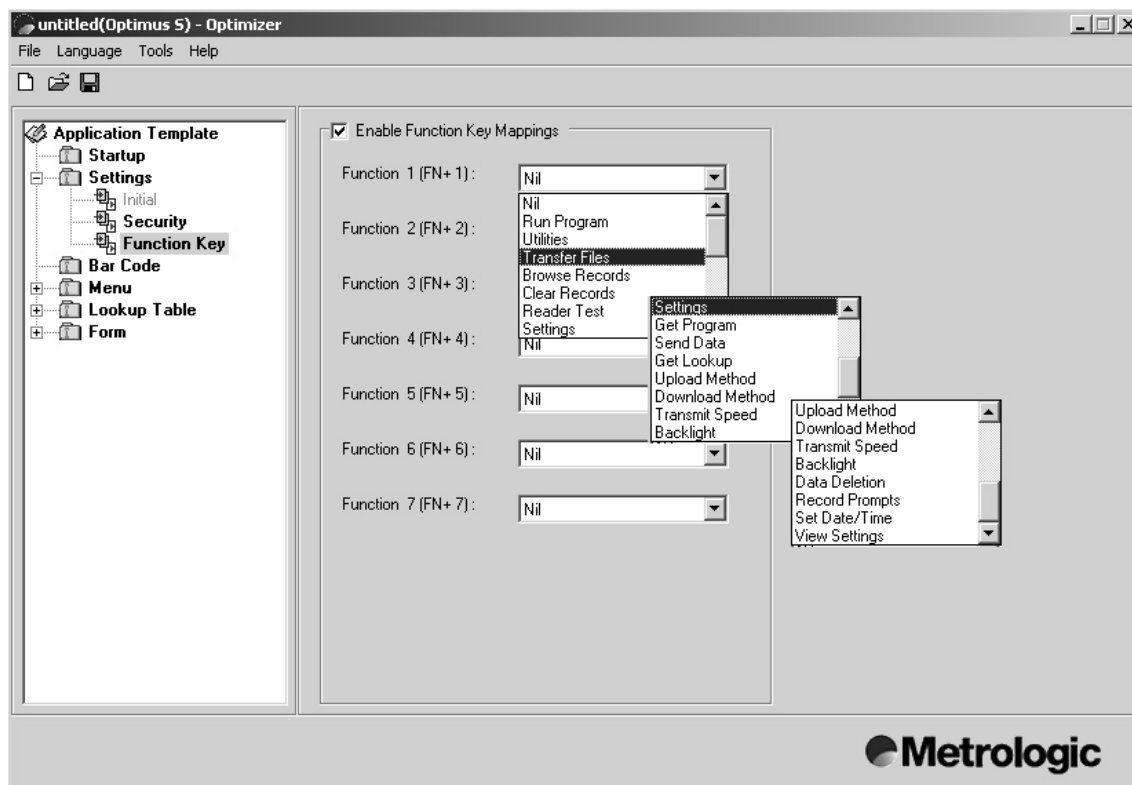 untitled(Optimus S) - Optimizer
File Language Tools Help
Application Template
Startup
Settings
Initial
Security
Function Key
Bar Code
Menu
Lookup Table
Form
Enable Function Key Mappings
Function 1 (FN+ 1) :
Nil
Nil
Run Program
Utilities
Transfer Files
Browse Records
Clear Records
Reader Test
Settings
Function 2 (FN+ 2) :
Function 3 (FN+ 3) :
Function 4 (FN+ 4) :
Nil
Function 5 (FN+ 5) :
Nil
Function 6 (FN+ 6) :
Nil
Function 7 (FN+ 7) :
Nil
Settings
Get Program
Send Data
Get Lookup
Upload Method
Download Method
Transmit Speed
Backlight
Upload Method
Download Method
Transmit Speed
Backlight
Data Deletion
Record Prompts
Set Date/Time
View Settings
Metrologic